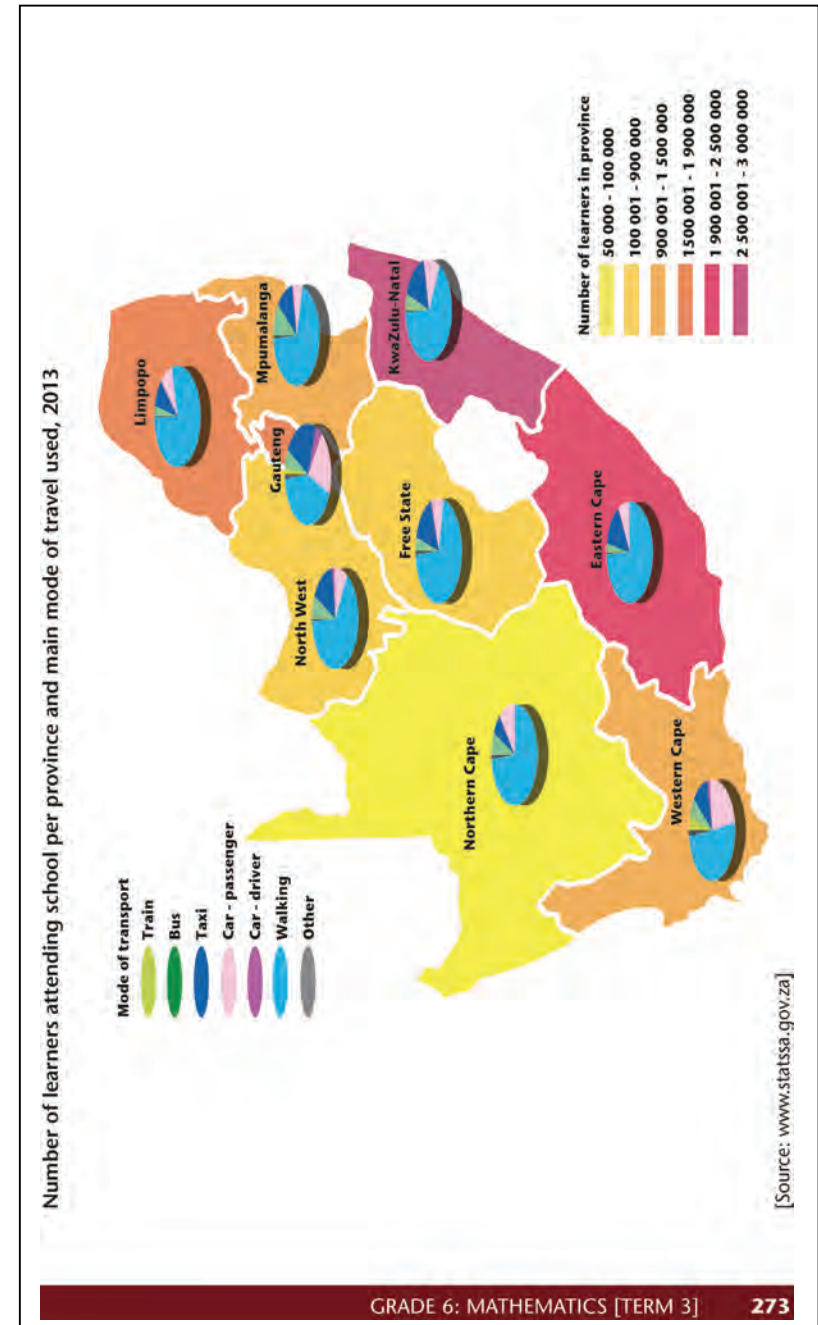 Number of learners attending school per province and main mode of travel used, 2013
Mode of transport
Train
Bus
Taxi
Car - passenger
Car - driver
Walking
Other
Limpopo
Mpumalanga
Gauteng
North West
KwaZulu-Natal
Free State
Northern Cape
Eastern Cape
Western Cape
Number of learners in province
50 000 - 100 000
100 001 - 900 000
900 001 - 1 500 000
1500 001 - 1 900 000
1 900 001 - 2 500 000
2 500 001 - 3 000 000
[Source: www.statssa.gov.za]
GRADE 6: MATHEMATICS [TERM 3] 273